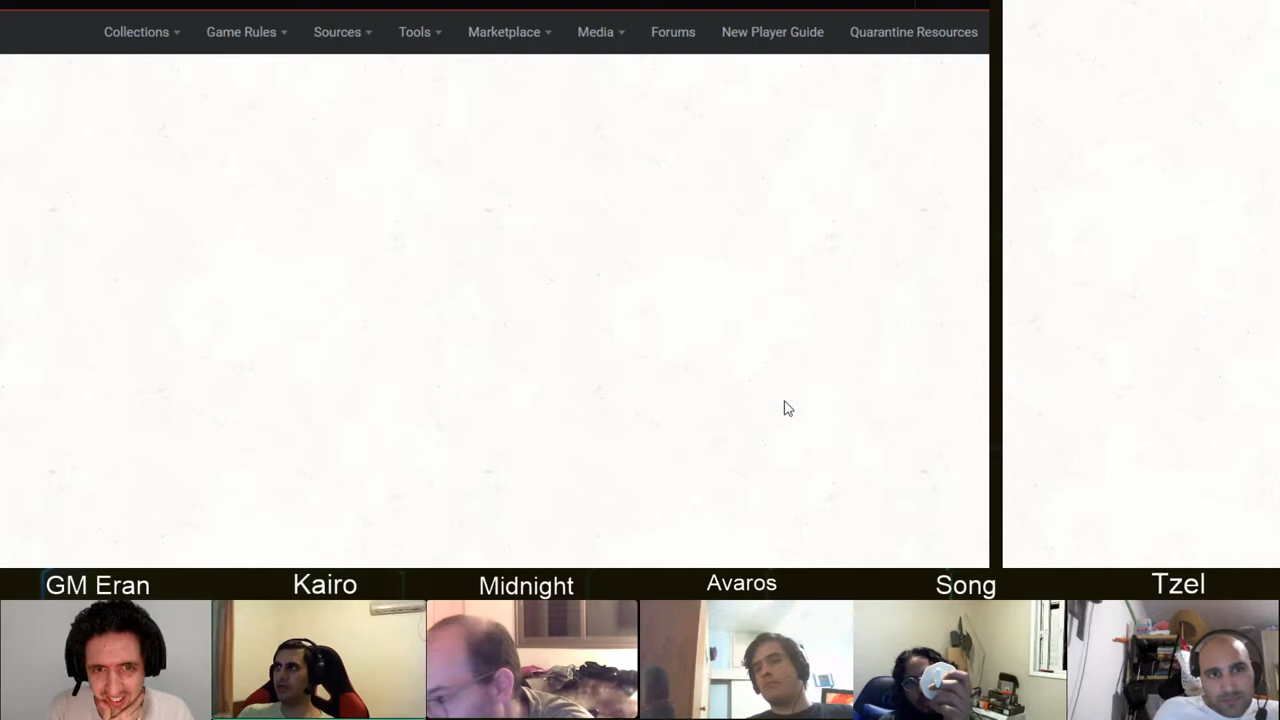 Collections Game Rules Sources Tools Marketplace Media Forums New Player Guide Quarantine Resources
GM Eran Kairo Midnight Avaros Song Tzel